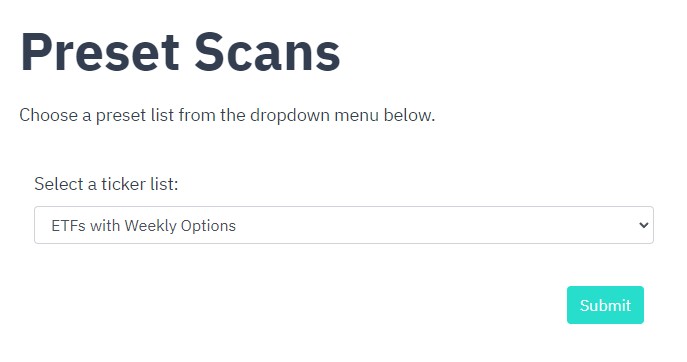 Preset Scans
Choose a preset list from the dropdown menu below.
Select a ticker list:
ETFs with Weekly Options
Submit